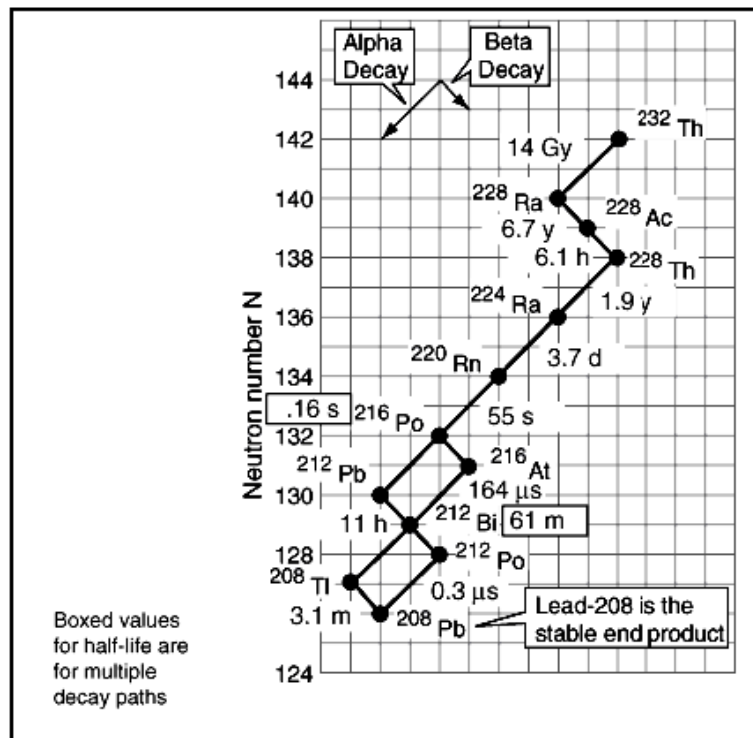 Alpha
Decay
Beta
Decay
144
142
140
138
136
134
132
130
128
126
124
Neutron number N
232 Th
14 Gy
228 Ra
228 Ac
6.7 y
6.1 h
228 Th
224 Ra
1.9 y
220 Rn
3.7 d
.16 s
216 Po
55 s
212 Pb
216 At
164 μs
11 h
212 Bi
61 m
212 Po
208 Tl
0.3 μs
3.1 m
208 Pb
Lead-208 is the
stable end product
Boxed values
for half-life are
for multiple
decay paths